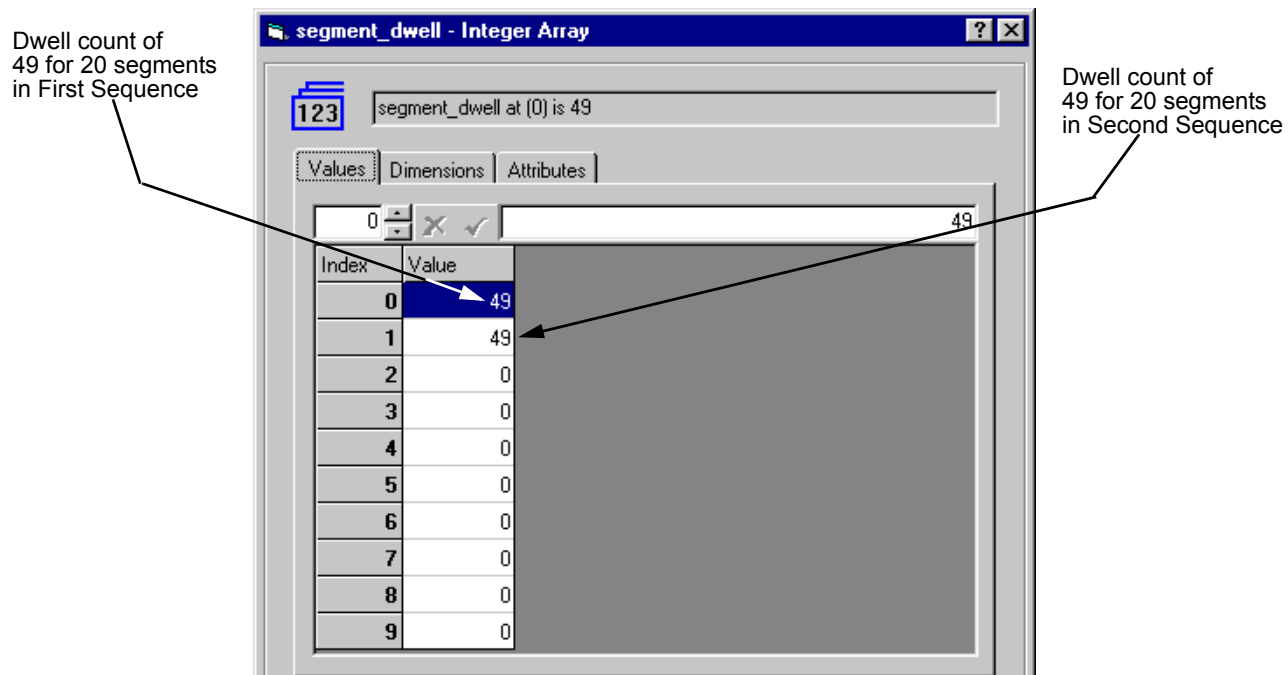 Dwell count of
49 for 20 segments
in First Sequence
segment_dwell - Integer Array
123
segment_dwell at (0) is 49
Values Dimensions Attributes
0 49
Index Value
0 49
1 49
2 0
3 0
4 0
5 0
6 0
7 0
8 0
9 0
Dwell count of
49 for 20 segments
in Second Sequence